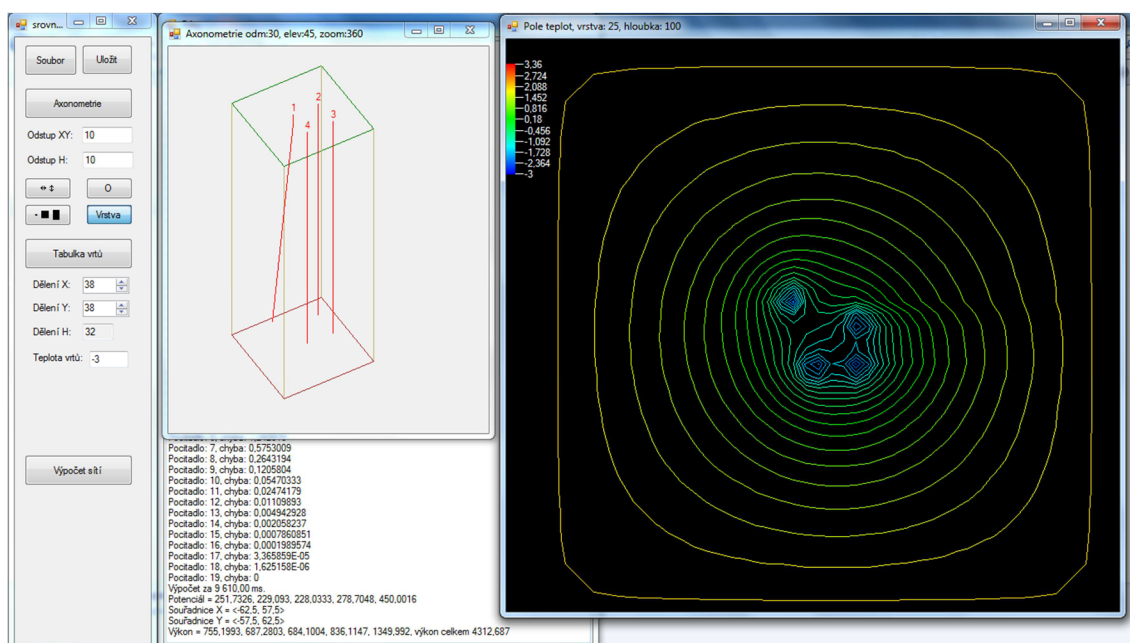 srovn...
Soubor
Uložit
Axonometrie
Odstup XY: 10
Odstup H: 10
O
Vrstva
Tabulka vrtů
Dělení X: 38
Dělení Y: 38
Dělení H: 32
Teplota vrtů: -3
Výpočet sítí
Axonometrie odm:30, elev:45, zoom:360
1
2
3
4
Pocitadlo: 7, chyba: 0,5753009
Pocitadlo: 8, chyba: 0,2643194
Pocitadlo: 9, chyba: 0,1205804
Pocitadlo: 10, chyba: 0,05470333
Pocitadlo: 11, chyba: 0,02474179
Pocitadlo: 12, chyba: 0,01109893
Pocitadlo: 13, chyba: 0,004942928
Pocitadlo: 14, chyba: 0,002058237
Pocitadlo: 15, chyba: 0,0007860851
Pocitadlo: 16, chyba: 0,0001989574
Pocitadlo: 17, chyba: 3,365859E-05
Pocitadlo: 18, chyba: 1,625158E-06
Pocitadlo: 19, chyba: 0
Výpočet za 9 610,00 ms.
Potenciál = 251,7326, 229,093, 228,0333, 278,7048, 450,0016
Souřadnice X = <-62,5, 57,5>
Souřadnice Y = <-57,5, 62,5>
Výkon = 755,1993, 687,2803, 684,1004, 836,1147, 1349,992, výkon celkem 4312,687
Pole teplot, vrstva: 25, hloubka: 100
3,36
2,724
2,088
1,452
0,816
0,18
-0,456
-1,092
-1,728
-2,364
-3